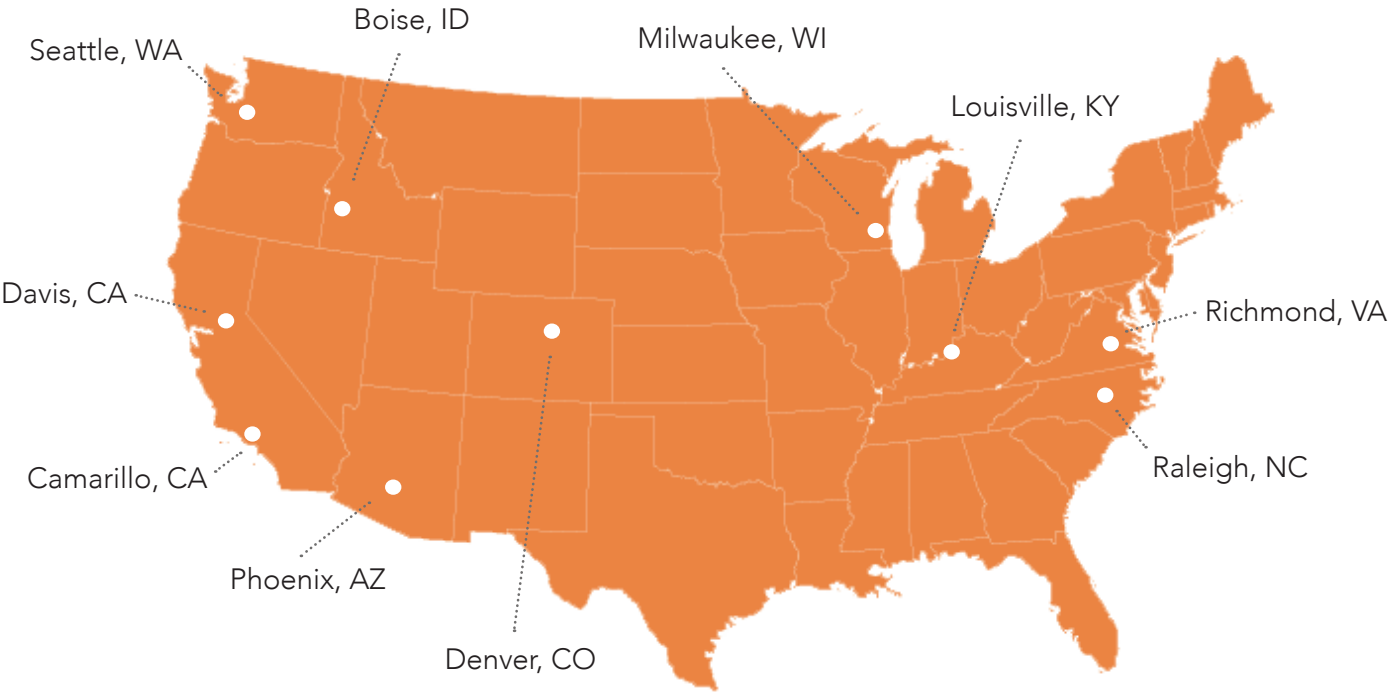 Boise, ID
Seattle, WA
Milwaukee, WI
Louisville, KY
Davis, CA
Richmond, VA
Camarillo, CA
Raleigh, NC
Phoenix, AZ
Denver, CO